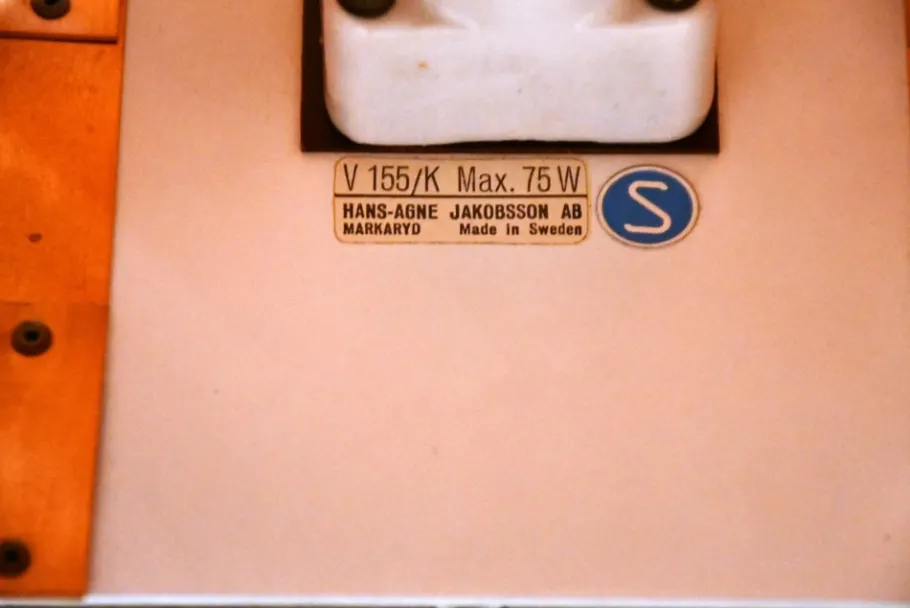 V 155/K Max. 75 W
HANS-AGNE JAKOBSSON AB
MARKARYD Made in Sweden
S